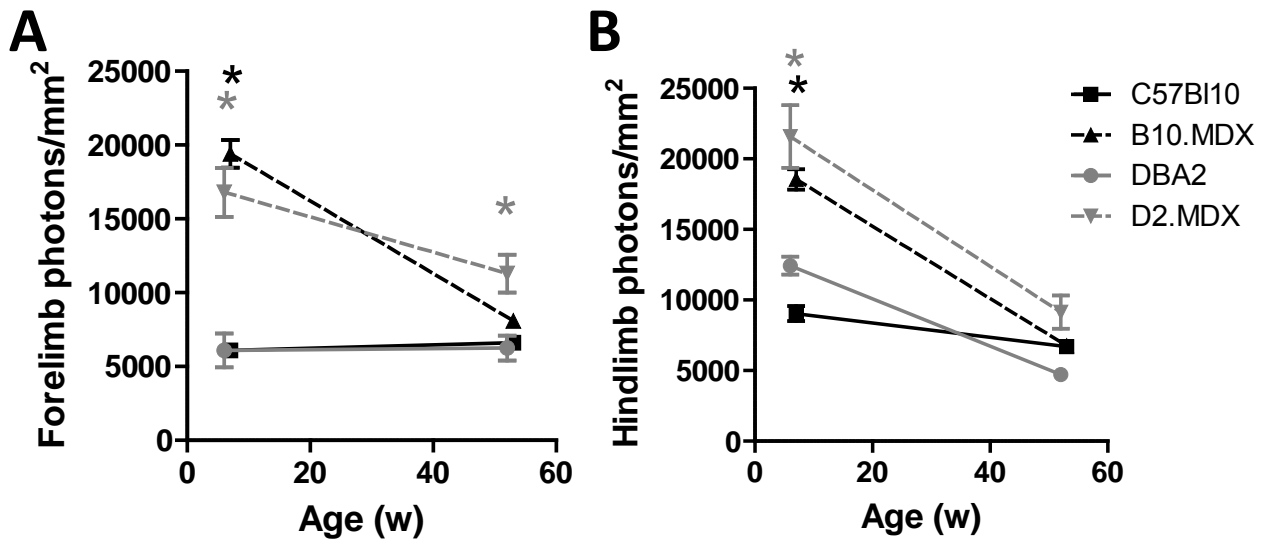 A
Forelimb photons/mm²
25000
20000
15000
10000
5000
0
*
*
*
0 20 40 60
Age (w)
B
Hindlimb photons/mm²
25000
20000
15000
10000
5000
0
*
*
0 20 40 60
Age (w)
C57Bl10
B10.MDX
DBA2
D2.MDX